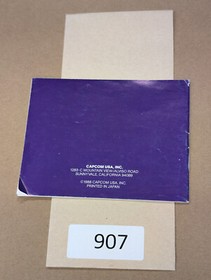 CAPCOM USA, INC.
1283 C MOUNTAIN VIEW/ALVISO ROAD
SUNNYVALE, CALIFORNIA 94089
©1988 CAPCOM USA, INC.
PRINTED IN JAPAN
907